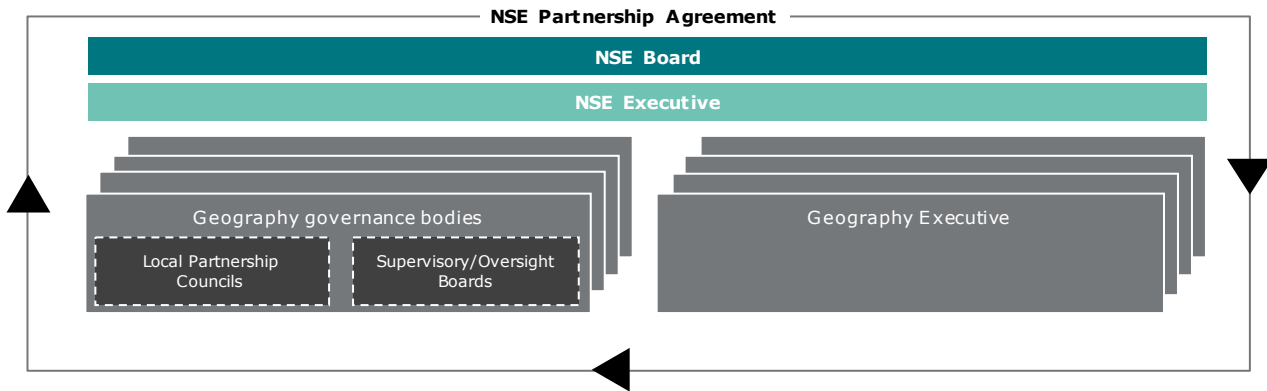 NSE Partnership Agreement
NSE Board
NSE Executive
Geography governance bodies
Local Partnership
Councils
Supervisory/Oversight
Boards
Geography Executive